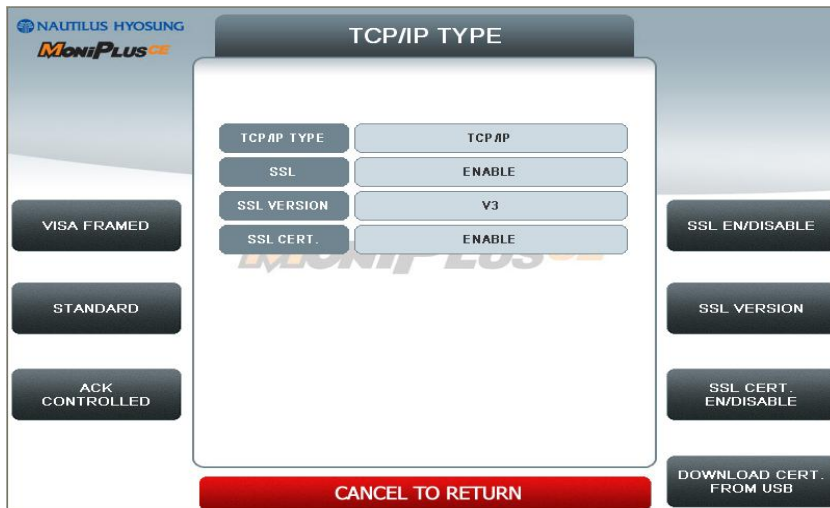 NAUTILUS HYOSUNG
MoniPlusCE
TCP/IP TYPE
TCP/IP TYPE
TCP/IP
SSL
ENABLE
SSL VERSION
V3
SSL CERT.
ENABLE
MONIPLUSCE
VISA FRAMED
STANDARD
ACK
CONTROLLED
SSL EN/DISABLE
SSL VERSION
SSL CERT.
EN/DISABLE
DOWNLOAD CERT.
FROM USB
CANCEL TO RETURN